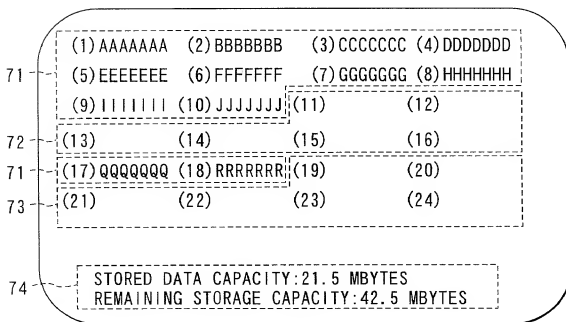 (1) AAAAAAA (2) BBBBBBB (3) CCCCCCC (4) DDDDDDD
71 (5) EEEEEEE (6) FFFFFFF (7) GGGGGGG (8) HHHHHHH
(9) IIIIIII (10) JJJJJJJ (11) (12)
72 (13) (14) (15) (16)
71 (17) QQQQQQQ (18) RRRRRRR (19) (20)
73 (21) (22) (23) (24)
STORED DATA CAPACITY:21.5 MBYTES
74 REMAINING STORAGE CAPACITY:42.5 MBYTES